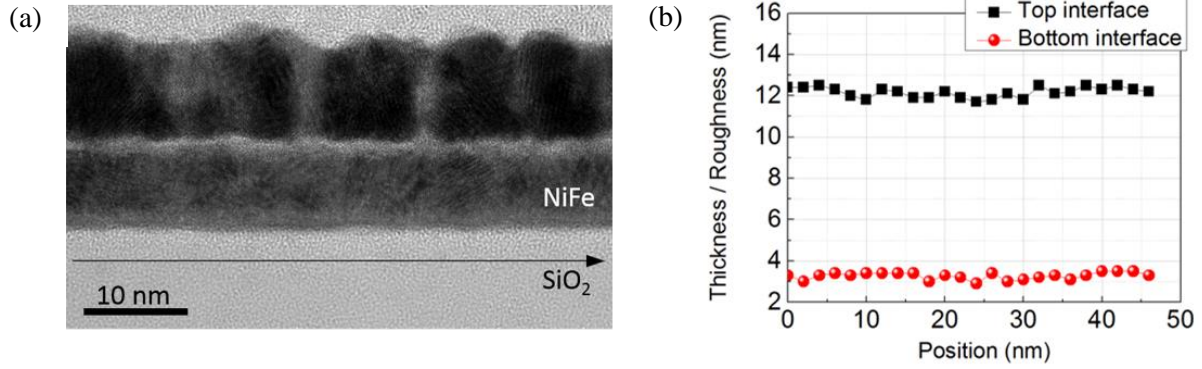 (a)
NiFe
SiO₂
10 nm
(b)
Top interface
Bottom interface
Thickness / Roughness (nm)
16
14
12
10
8
6
4
2
0
10
20
30
40
50
Position (nm)